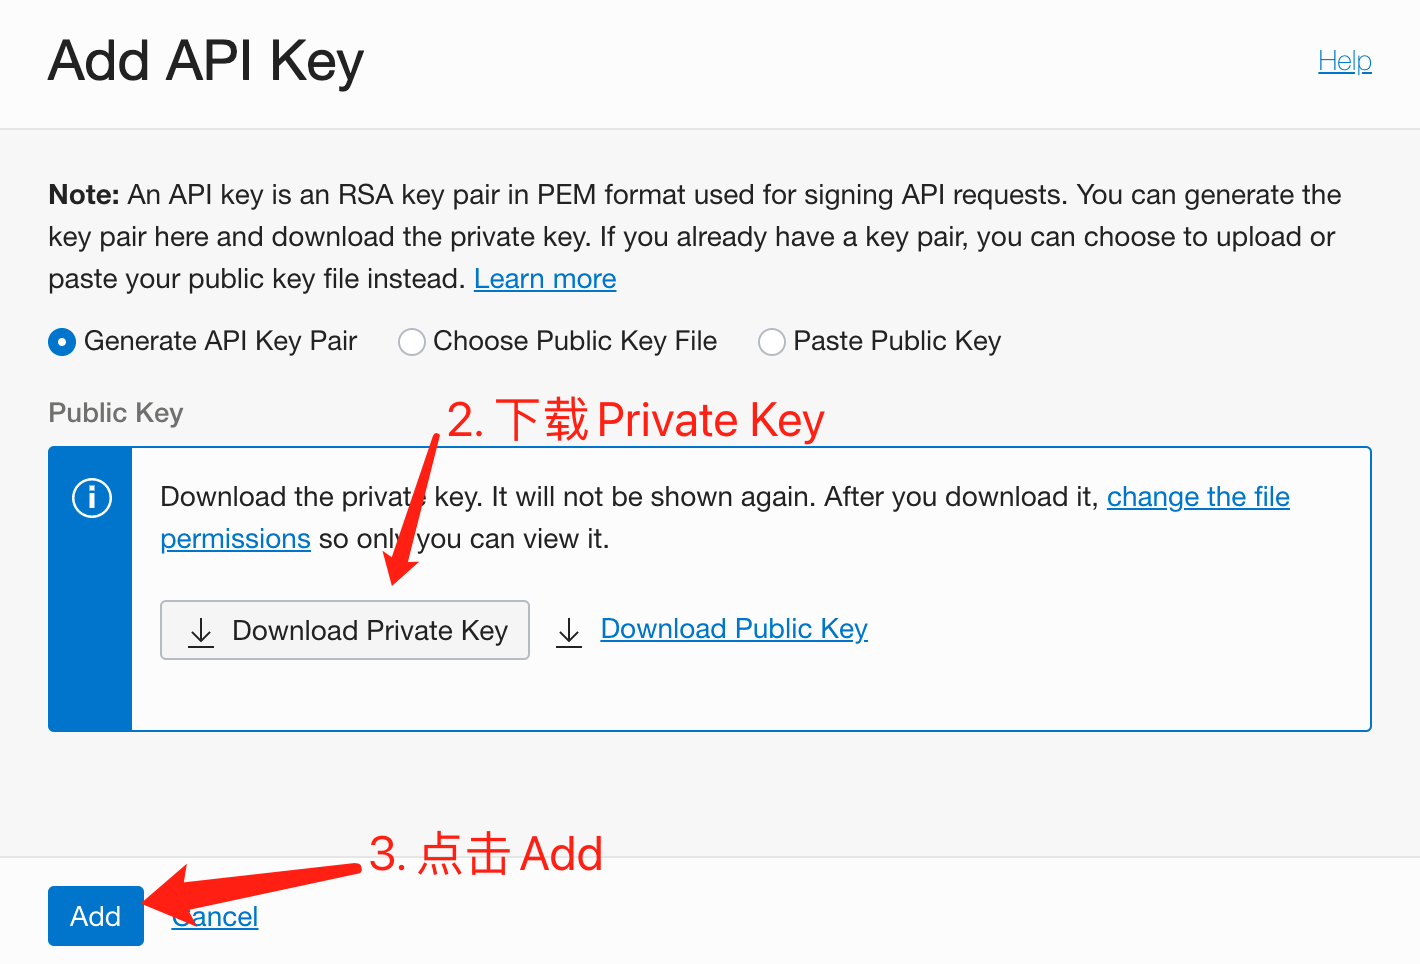 Add API Key
Help
Note: An API key is an RSA key pair in PEM format used for signing API requests. You can generate the
key pair here and download the private key. If you already have a key pair, you can choose to upload or
paste your public key file instead. Learn more
Generate API Key Pair
Choose Public Key File
Paste Public Key
Public Key
2. 下载 Private Key
Download the private key. It will not be shown again. After you download it, change the file
permissions so only you can view it.
Download Private Key
Download Public Key
3. 点击 Add
Add
Cancel